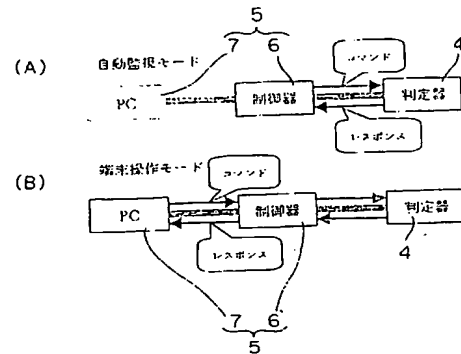 5
7 6
コマンド
4
(A) 自動監視モード
PC 制御器 判定器
レスポンス
(B) 端末操作モード
コマンド
PC 制御器 判定器
レスポンス
4
7 6
5